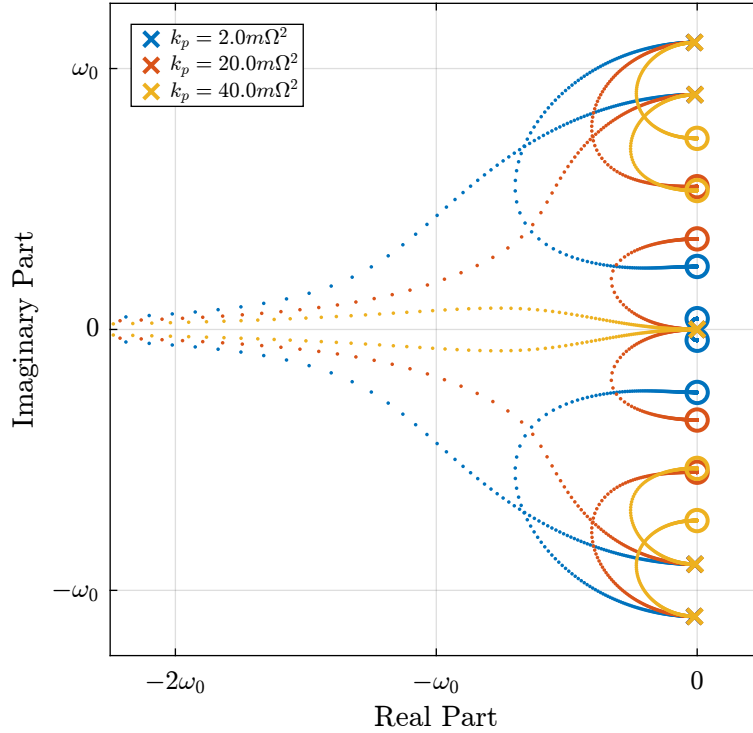 k_p = 2.0mΩ²
k_p = 20.0mΩ²
k_p = 40.0mΩ²
ω₀
0
−ω₀
Imaginary Part
−2ω₀
−ω₀
0
Real Part